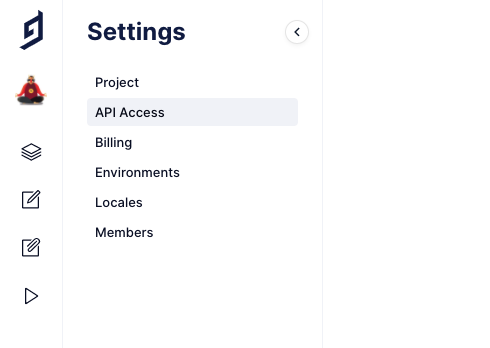 Settings
Project
API Access
Billing
Environments
Locales
Members